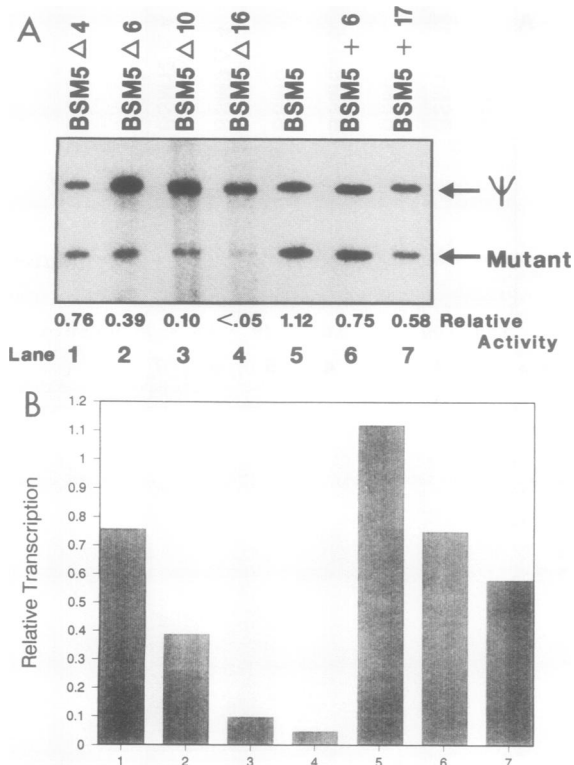 A
BSM5 Δ 4
BSM5 Δ 6
BSM5 Δ 10
BSM5 Δ 16
BSM5
BSM5 + 6
BSM5 + 17
Ψ
Mutant
0.76 0.39 0.10 <.05 1.12 0.75 0.58 Relative
Activity
Lane 1 2 3 4 5 6 7
B
1.2
1.1
1
0.9
0.8
0.7
0.6
0.5
0.4
0.3
0.2
0.1
0
Relative Transcription
1 2 3 4 5 6 7